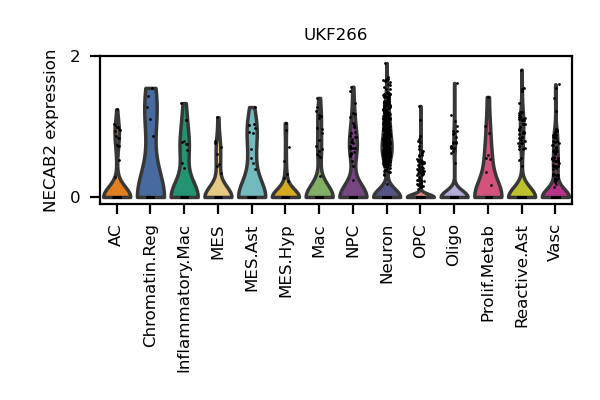 UKF266
NECAB2 expression
2
0
AC
Chromatin.Reg
Inflammatory.Mac
MES
MES.Ast
MES.Hyp
Mac
NPC
Neuron
OPC
Oligo
Prolif.Metab
Reactive.Ast
Vasc